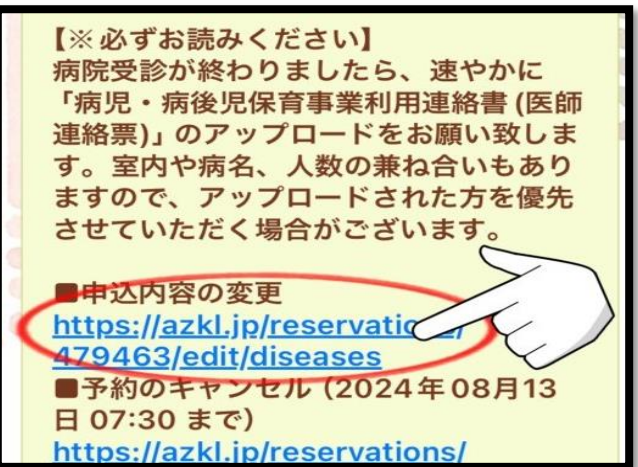 【※必ずお読みください】
病院受診が終わりましたら、速やかに
「病児・病後児保育事業利用連絡書 (医師
連絡票)」のアップロードをお願い致しま
す。室内や病名、人数の兼ね合いもあり
ますので、アップロードされた方を優先
させていただく場合がございます。
■申込内容の変更
https://azkl.jp/reservations/
479463/edit/diseases
■予約のキャンセル (2024年08月13
日 07:30 まで)
https://azkl.jp/reservations/